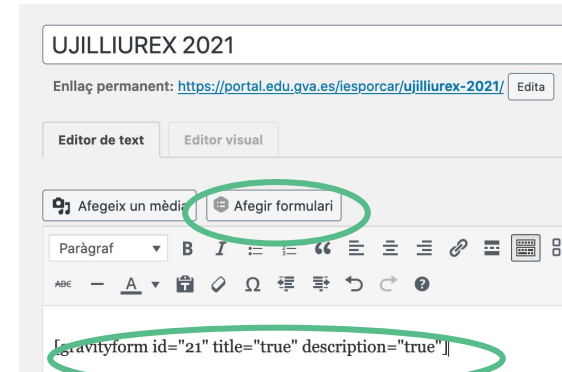 UJILLIUREX 2021
Enllaç permanent: https://portal.edu.gva.es/iesporcar/ujilliurex-2021/ Edita
Editor de text Editor visual
Afegeix un mèdia Afegir formulari
Paràgraf B I
ABC A Ω
[gravityform id="21" title="true" description="true"]